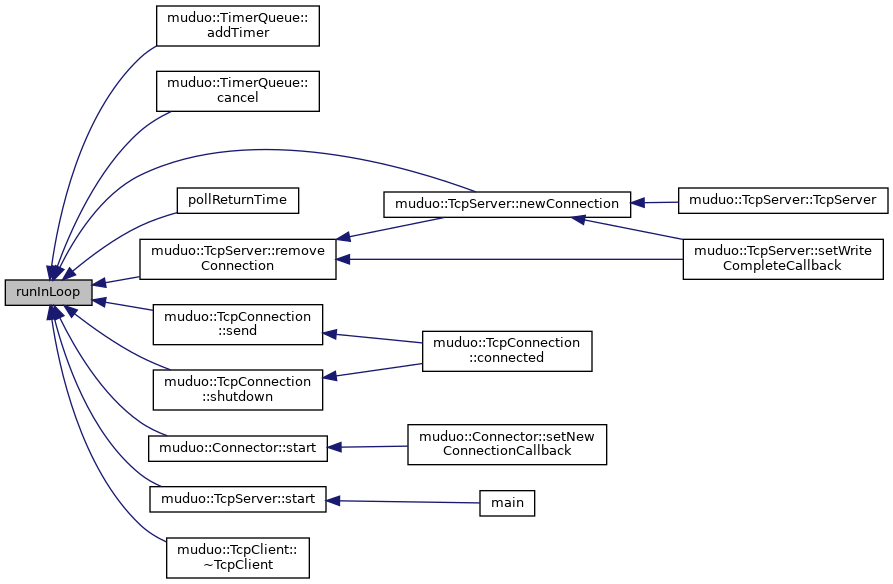 muduo::TimerQueue::
addTimer
muduo::TimerQueue::
cancel
pollReturnTime
muduo::TcpServer::newConnection
muduo::TcpServer::TcpServer
muduo::TcpServer::remove
Connection
muduo::TcpServer::setWrite
CompleteCallback
runInLoop
muduo::TcpConnection
::send
muduo::TcpConnection
::connected
muduo::TcpConnection
::shutdown
muduo::Connector::start
muduo::Connector::setNew
ConnectionCallback
muduo::TcpServer::start
main
muduo::TcpClient::
~TcpClient